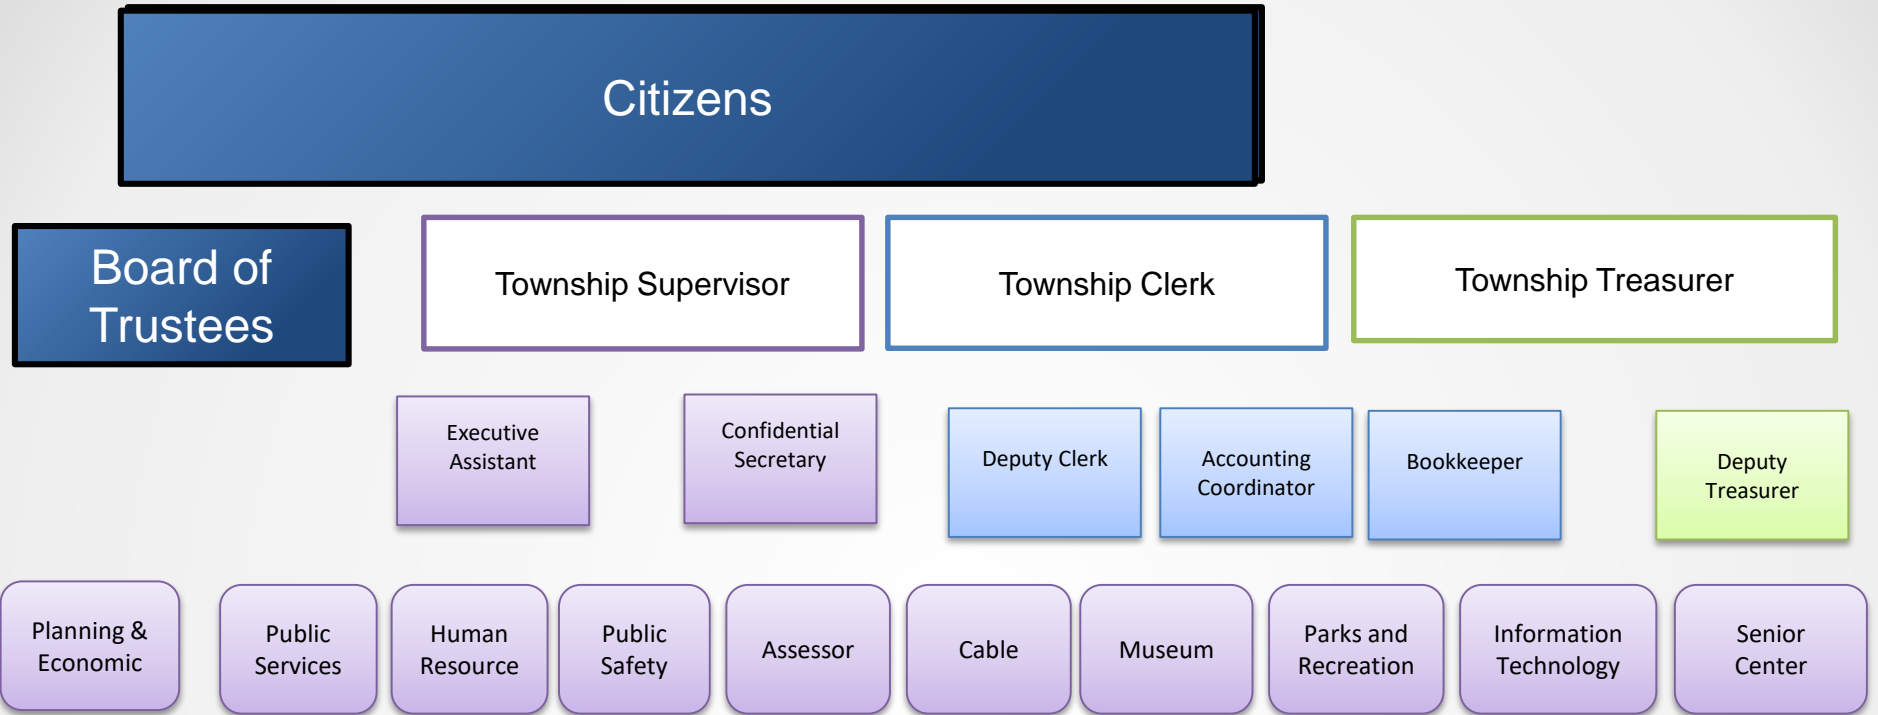 Citizens
Board of
Trustees
Township Supervisor
Township Clerk
Township Treasurer
Executive
Assistant
Confidential
Secretary
Deputy Clerk
Accounting
Coordinator
Bookkeeper
Deputy
Treasurer
Planning &
Economic
Public
Services
Human
Resource
Public
Safety
Assessor
Cable
Museum
Parks and
Recreation
Information
Technology
Senior
Center